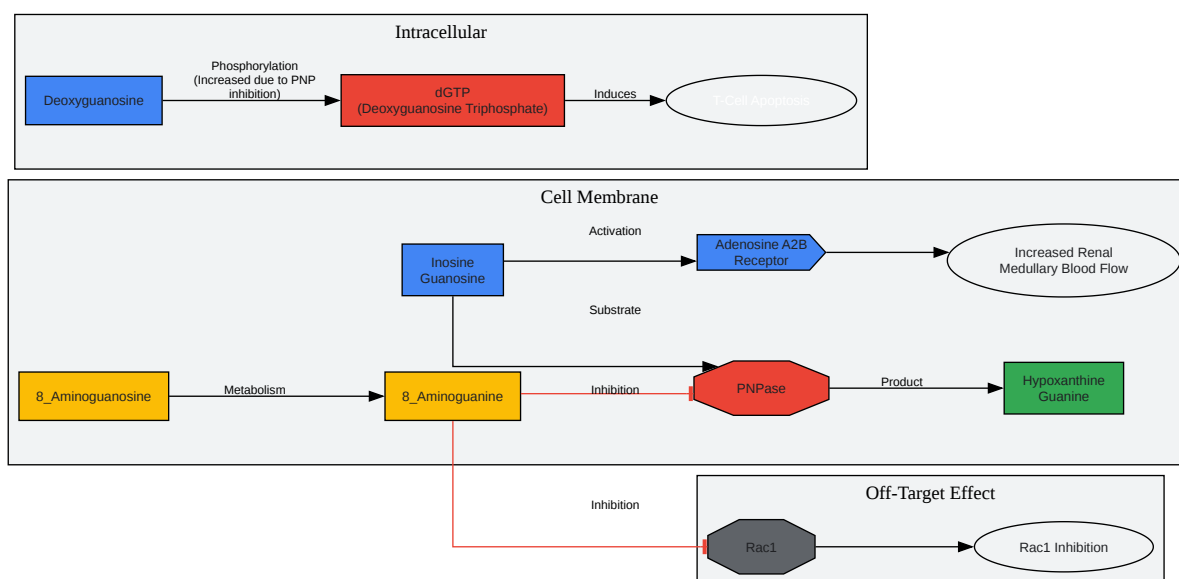 Intracellular
Phosphorylation
(Increased due to PNP
inhibition)
Deoxyguanosine
dGTP
(Deoxyguanosine Triphosphate)
Induces
T-Cell Apoptosis
Cell Membrane
Activation
Inosine
Guanosine
Adenosine A2B
Receptor
Increased Renal
Medullary Blood Flow
Substrate
8_Aminoguanosine
Metabolism
8_Aminoguanine
Inhibition
PNPase
Product
Hypoxanthine
Guanine
Off-Target Effect
Inhibition
Rac1
Rac1 Inhibition